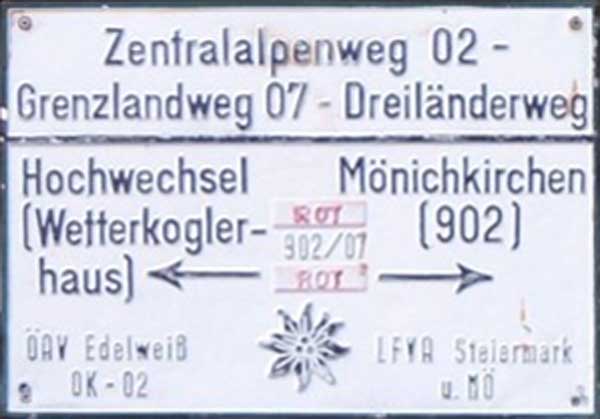 Zentralalpenweg 02 -
Grenzlandweg 07 - Dreiländerweg
Hochwechsel
(Wetterkogler-
haus)
ROT
902/07
ROT
Mönichkirchen
(902)
ÖAV Edelweiß
OK - 02
LFVA Steiermark
u. MÖ